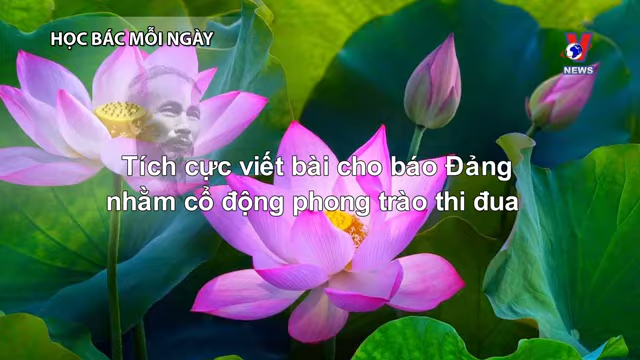 HỌC BÁC MỖI NGÀY
V
NEWS
Tích cực viết bài cho báo Đảng
nhằm cổ động phong trào thi đua